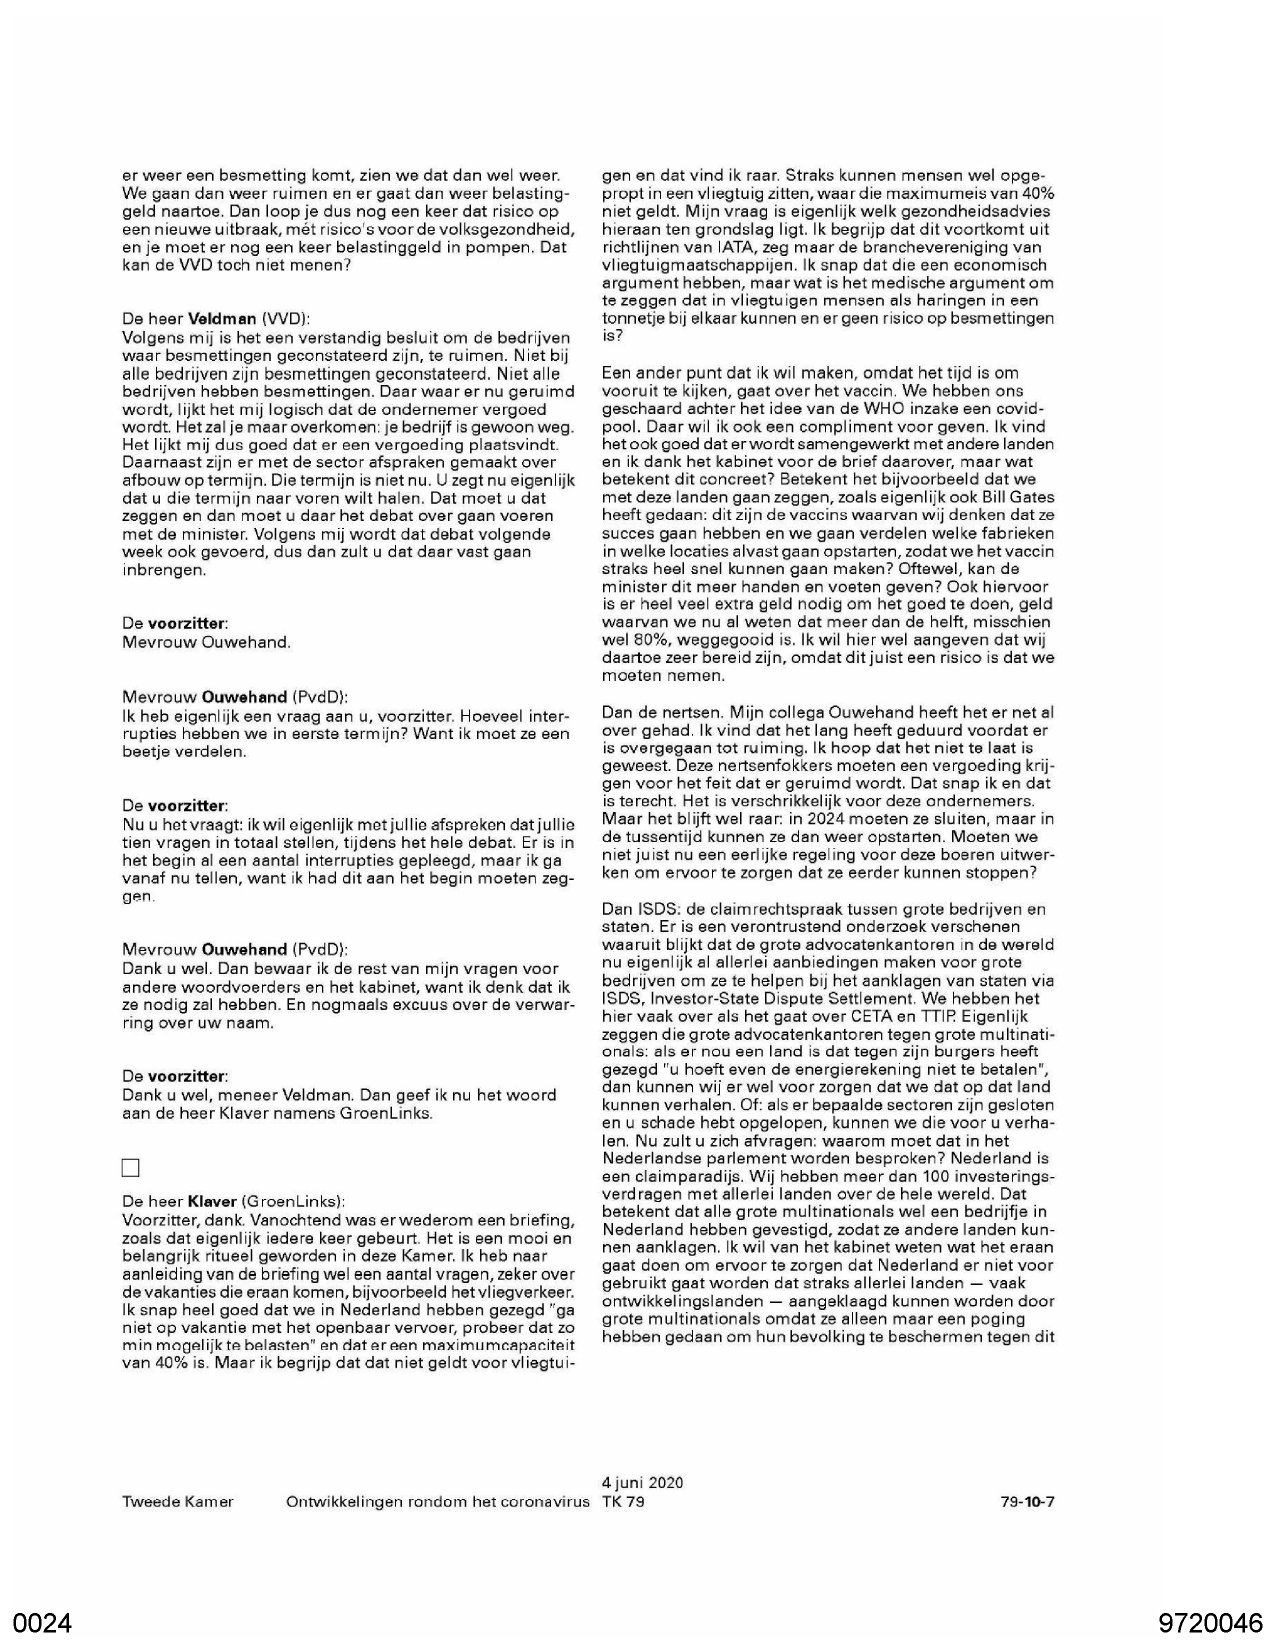 er weer een besmetting komt, zien we dat dan wel weer.
We gaan dan weer ruimen en er gaat dan weer belasting-
geld naartoe. Dan loop je dus nog een keer dat risico op
een nieuwe uitbraak, mét risico's voor de volksgezondheid,
en je moet er nog een keer belastinggeld in pompen. Dat
kan de VVD toch niet menen?
De heer Veldman (VVD):
Volgens mij is het een verstandig besluit om de bedrijven
waar besmettingen geconstateerd zijn, te ruimen. Niet bij
alle bedrijven zijn besmettingen geconstateerd. Niet alle
bedrijven hebben besmettingen. Daar waar er nu geruimd
wordt, lijkt het mij logisch dat de ondernemer vergoed
wordt. Het zal je maar overkomen: je bedrijf is gewoon weg.
Het lijkt mij dus goed dat er een vergoeding plaatsvindt.
Daarnaast zijn er met de sector afspraken gemaakt over
afbouw op termijn. Die termijn is niet nu. U zegt nu eigenlijk
dat u die termijn naar voren wilt halen. Dat moet u dat
zeggen en dan moet u daar het debat over gaan voeren
met de minister. Volgens mij wordt dat debat volgende
week ook gevoerd, dus dan zult u dat daar vast gaan
inbrengen.
De voorzitter:
Mevrouw Ouwehand.
Mevrouw Ouwehand (PvdD):
Ik heb eigenlijk een vraag aan u, voorzitter. Hoeveel inter-
rupties hebben we in eerste termijn? Want ik moet ze een
beetje verdelen.
De voorzitter:
Nu u het vraagt: ik wil eigenlijk met jullie afspreken dat jullie
tien vragen in totaal stellen, tijdens het hele debat. Er is in
het begin al een aantal interrupties gepleegd, maar ik ga
vanaf nu tellen, want ik had dit aan het begin moeten zeg-
gen.
Mevrouw Ouwehand (PvdD):
Dank u wel. Dan bewaar ik de rest van mijn vragen voor
andere woordvoerders en het kabinet, want ik denk dat ik
ze nodig zal hebben. En nogmaals excuus over de verwar-
ring over uw naam.
De voorzitter:
Dank u wel, meneer Veldman. Dan geef ik nu het woord
aan de heer Klaver namens GroenLinks.
De heer Klaver (GroenLinks):
Voorzitter, dank. Vanochtend was er wederom een briefing,
zoals dat eigenlijk iedere keer gebeurt. Het is een mooi en
belangrijk ritueel geworden in deze Kamer. Ik heb naar
aanleiding van de briefing wel een aantal vragen, zeker over
de vakanties die eraan komen, bijvoorbeeld het vliegverkeer.
Ik snap heel goed dat we in Nederland hebben gezegd "ga
niet op vakantie met het openbaar vervoer, probeer dat zo
min mogelijk te belasten" en dat er een maximumcapaciteit
van 40% is. Maar ik begrijp dat dat niet geldt voor vliegtui-
gen en dat vind ik raar. Straks kunnen mensen wel opge-
propt in een vliegtuig zitten, waar die maximumeis van 40%
niet geldt. Mijn vraag is eigenlijk welk gezondheidsadvies
hieraan ten grondslag ligt. Ik begrijp dat dit voortkomt uit
richtlijnen van IATA, zeg maar de branchevereniging van
vliegtuigmaatschappijen. Ik snap dat die een economisch
argument hebben, maar wat is het medische argument om
te zeggen dat in vliegtuigen mensen als haringen in een
tonnetje bij elkaar kunnen en er geen risico op besmettingen
is?
Een ander punt dat ik wil maken, omdat het tijd is om
vooruit te kijken, gaat over het vaccin. We hebben ons
geschaard achter het idee van de WHO inzake een covid-
pool. Daar wil ik ook een compliment voor geven. Ik vind
het ook goed dat er wordt samengewerkt met andere landen
en ik dank het kabinet voor de brief daarover, maar wat
betekent dit concreet? Betekent het bijvoorbeeld dat we
met deze landen gaan zeggen, zoals eigenlijk ook Bill Gates
heeft gedaan: dit zijn de vaccins waarvan wij denken dat ze
succes gaan hebben en we gaan verdelen welke fabrieken
in welke locaties alvast gaan opstarten, zodat we het vaccin
straks heel snel kunnen gaan maken? Oftewel, kan de
minister dit meer handen en voeten geven? Ook hiervoor
is er heel veel extra geld nodig om het goed te doen, geld
waarvan we nu al weten dat meer dan de helft, misschien
wel 80%, weggegooid is. Ik wil hier wel aangeven dat wij
daartoe zeer bereid zijn, omdat dit juist een risico is dat we
moeten nemen.
Dan de nertsen. Mijn collega Ouwehand heeft het er net al
over gehad. Ik vind dat het lang heeft geduurd voordat er
is overgegaan tot ruiming. Ik hoop dat het niet te laat is
geweest. Deze nertsenfokkers moeten een vergoeding krij-
gen voor het feit dat er geruimd wordt. Dat snap ik en dat
is terecht. Het is verschrikkelijk voor deze ondernemers.
Maar het blijft wel raar: in 2024 moeten ze sluiten, maar in
de tussentijd kunnen ze dan weer opstarten. Moeten we
niet juist nu een eerlijke regeling voor deze boeren uitwer-
ken om ervoor te zorgen dat ze eerder kunnen stoppen?
Dan ISDS: de claimrechtspraak tussen grote bedrijven en
staten. Er is een verontrustend onderzoek verschenen
waaruit blijkt dat de grote advocatenkantoren in de wereld
nu eigenlijk al allerlei aanbiedingen maken voor grote
bedrijven om ze te helpen bij het aanklagen van staten via
ISDS, Investor-State Dispute Settlement. We hebben het
hier vaak over als het gaat over CETA en TTIP. Eigenlijk
zeggen die grote advocatenkantoren tegen grote multinati-
onals: als er nou een land is dat tegen zijn burgers heeft
gezegd "u hoeft even de energierekening niet te betalen",
dan kunnen wij er wel voor zorgen dat we dat op dat land
kunnen verhalen. Of: als er bepaalde sectoren zijn gesloten
en u schade hebt opgelopen, kunnen we die voor u verha-
len. Nu zult u zich afvragen: waarom moet dat in het
Nederlandse parlement worden besproken? Nederland is
een claimparadijs. Wij hebben meer dan 100 investerings-
verdragen met allerlei landen over de hele wereld. Dat
betekent dat alle grote multinationals wel een bedrijfje in
Nederland hebben gevestigd, zodat ze andere landen kun-
nen aanklagen. Ik wil van het kabinet weten wat het eraan
gaat doen om ervoor te zorgen dat Nederland er niet voor
gebruikt gaat worden dat straks allerlei landen — vaak
ontwikkelingslanden — aangeklaagd kunnen worden door
grote multinationals omdat ze alleen maar een poging
hebben gedaan om hun bevolking te beschermen tegen dit
4 juni 2020
Tweede Kamer Ontwikkelingen rondom het coronavirus TK 79 79-10-7
0024 9720046